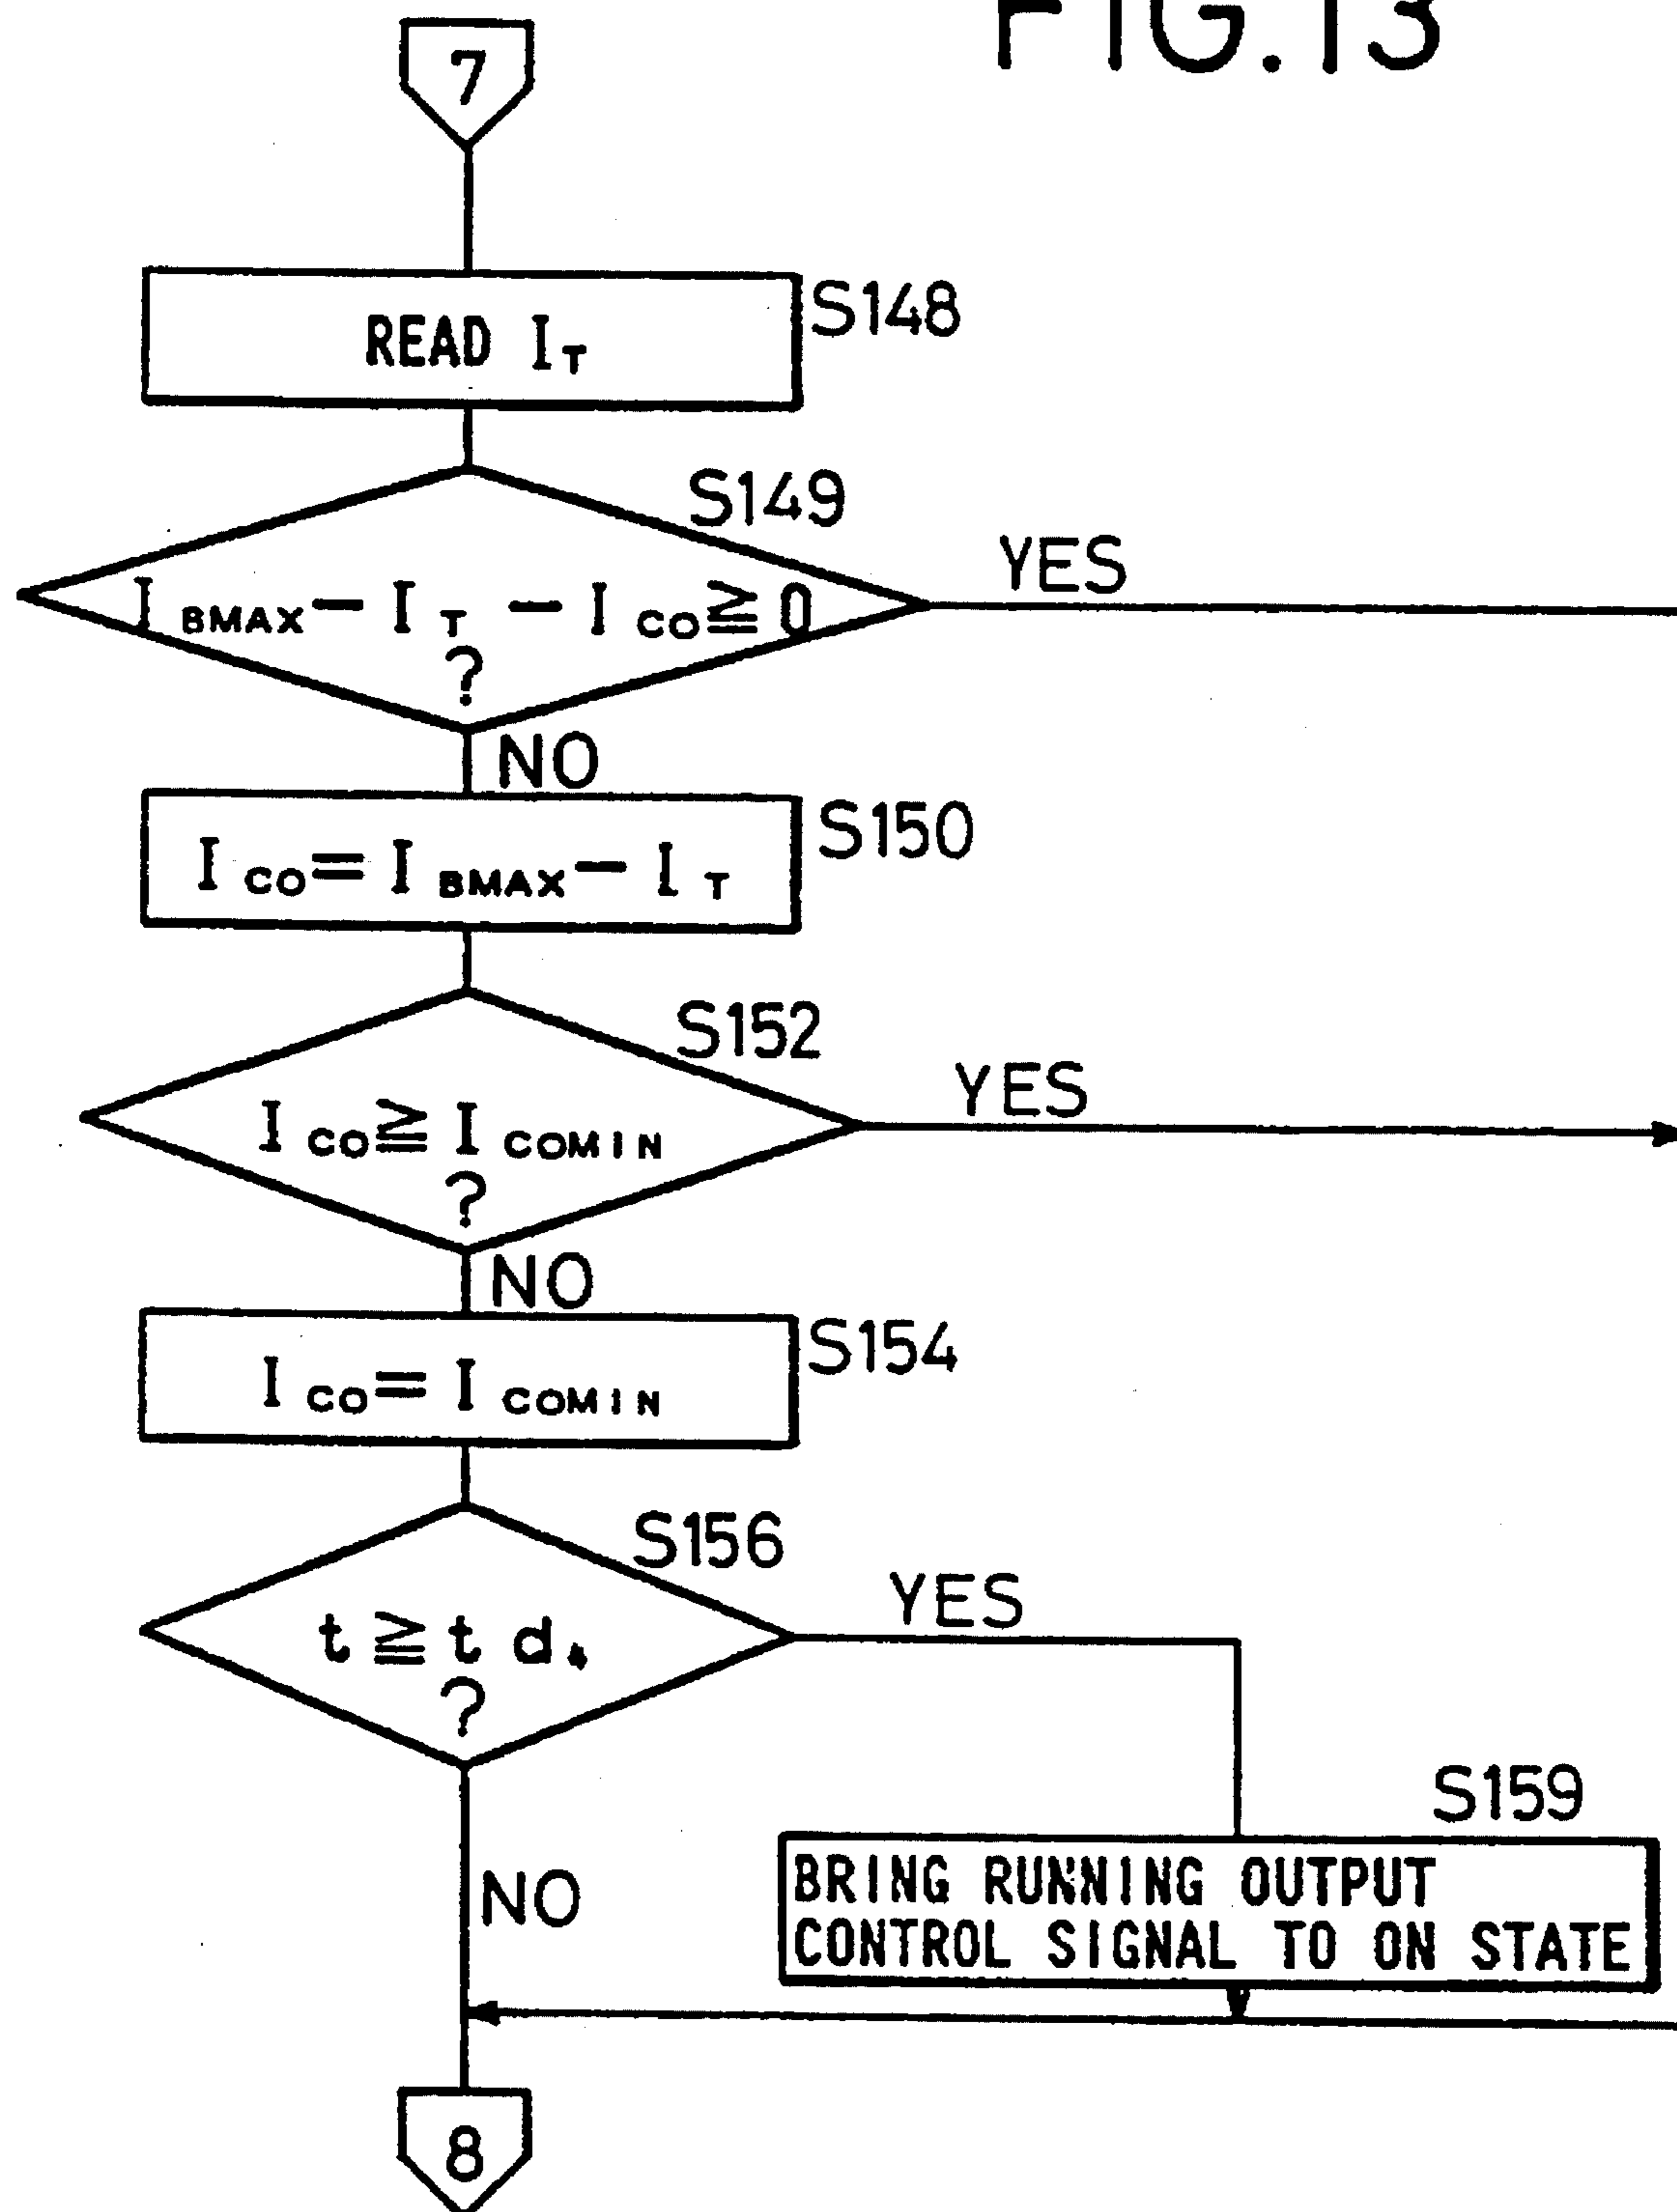 FIG.13
7
READ I_T
S148
S149
I_BMAX − I_T − I_CO ≧ 0
?
YES
NO
S150
I_CO = I_BMAX − I_T
S152
I_CO ≧ I_COMIN
?
YES
NO
S154
I_CO = I_COMIN
S156
t ≧ t d₄
?
YES
NO
S159
BRING RUNNING OUTPUT
CONTROL SIGNAL TO ON STATE
8